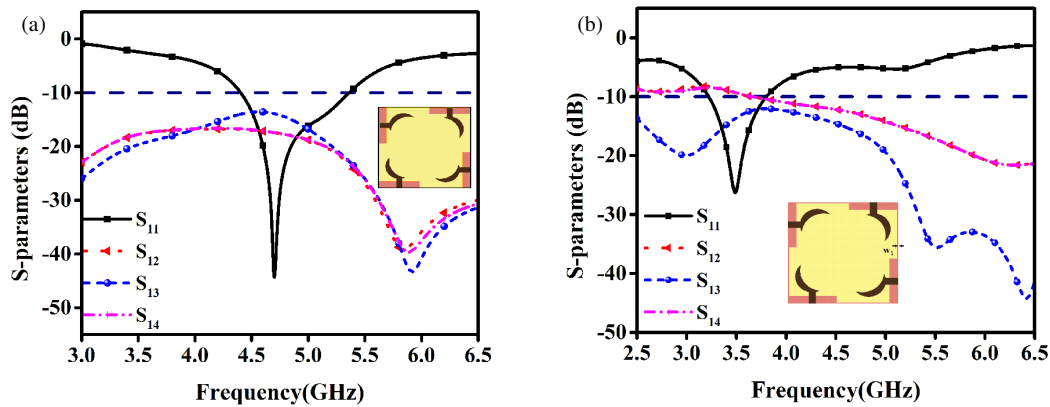 (a)
S-parameters (dB)
0
-10
-20
-30
-40
-50
S11
S12
S13
S14
3.0 3.5 4.0 4.5 5.0 5.5 6.0 6.5
Frequency(GHz)
(b)
S-parameters (dB)
0
-10
-20
-30
-40
-50
w1
S11
S12
S13
S14
2.5 3.0 3.5 4.0 4.5 5.0 5.5 6.0 6.5
Frequency(GHz)